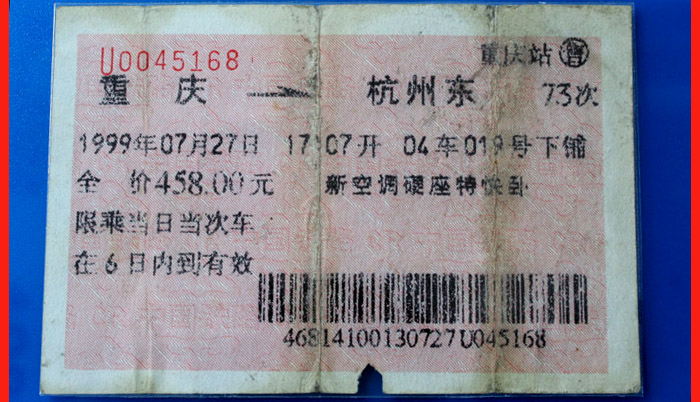 U0045168
重庆站 售
重庆 → 杭州东 73次
1999年07月27日 17:07开 04车019号下铺
全 价458.00元 新空调硬座特快卧
限乘当日当次车
在6日内到有效
46814100130727U045168